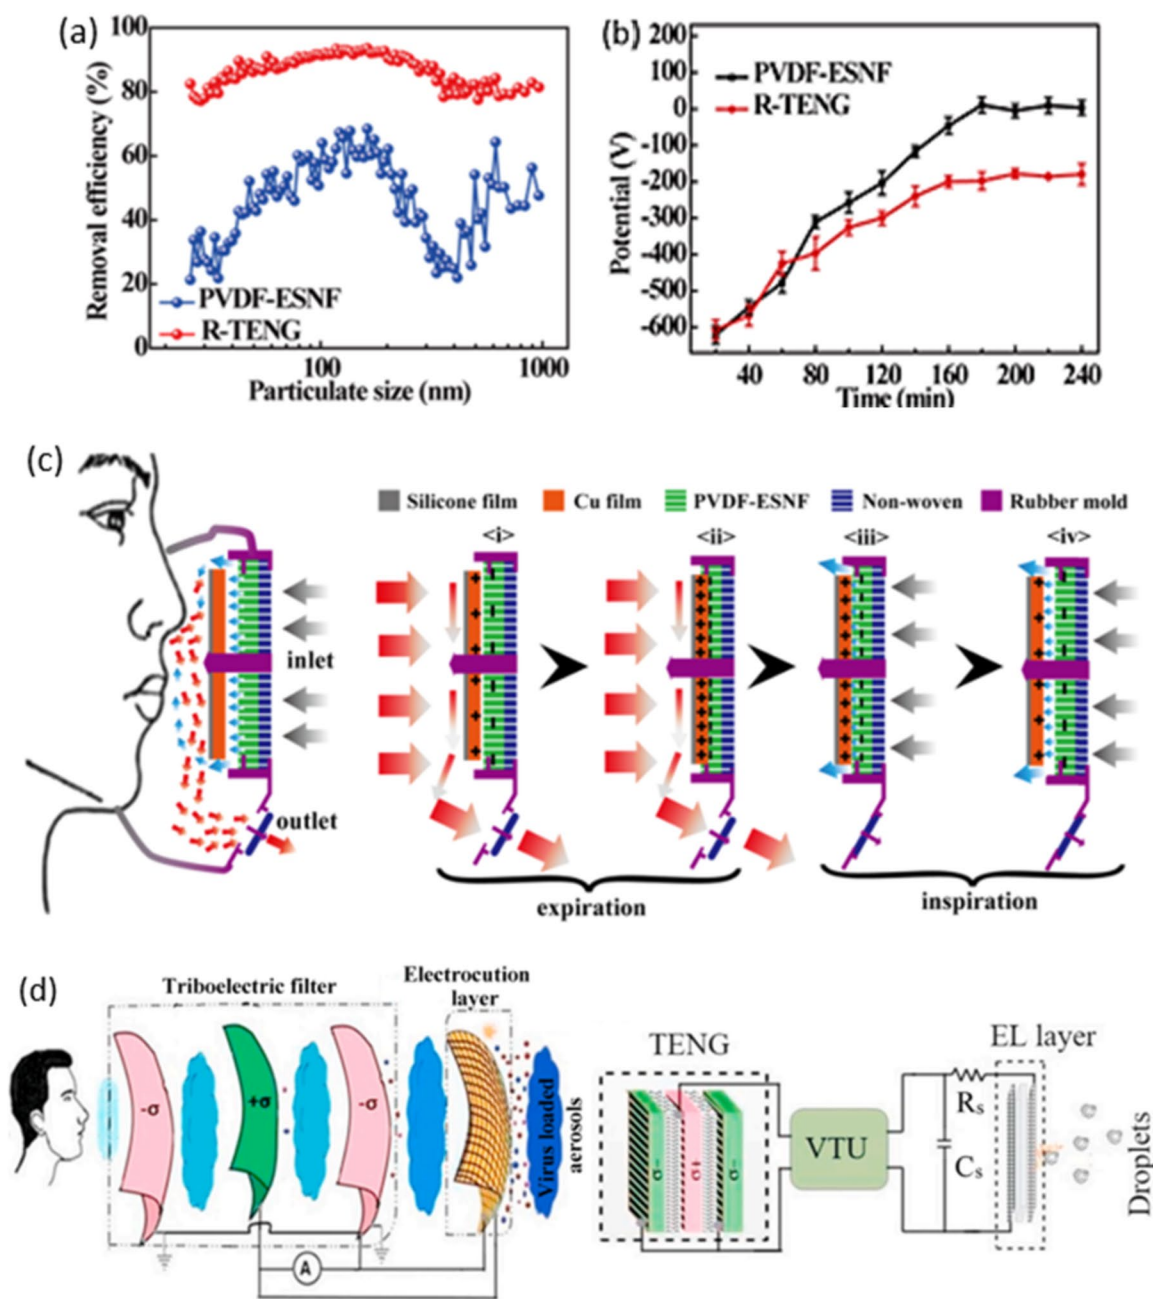 (a)
100
80
60
40
20
0
Removal efficiency (%)
PVDF-ESNF
R-TENG
100
1000
Particulate size (nm)
(b)
200
100
0
-100
-200
-300
-400
-500
-600
Potential (V)
PVDF-ESNF
R-TENG
40 80 120 160 200 240
Time (min)
(c)
Silicone film Cu film PVDF-ESNF Non-woven Rubber mold
<i> <ii> <iii> <iv>
inlet
outlet
expiration
inspiration
(d)
Triboelectric filter
Electrocution
layer
-σ
+σ
-σ
A
Virus loaded
aerosols
TENG
σ-
σ+
σ-
VTU
Rs
Cs
EL layer
Droplets